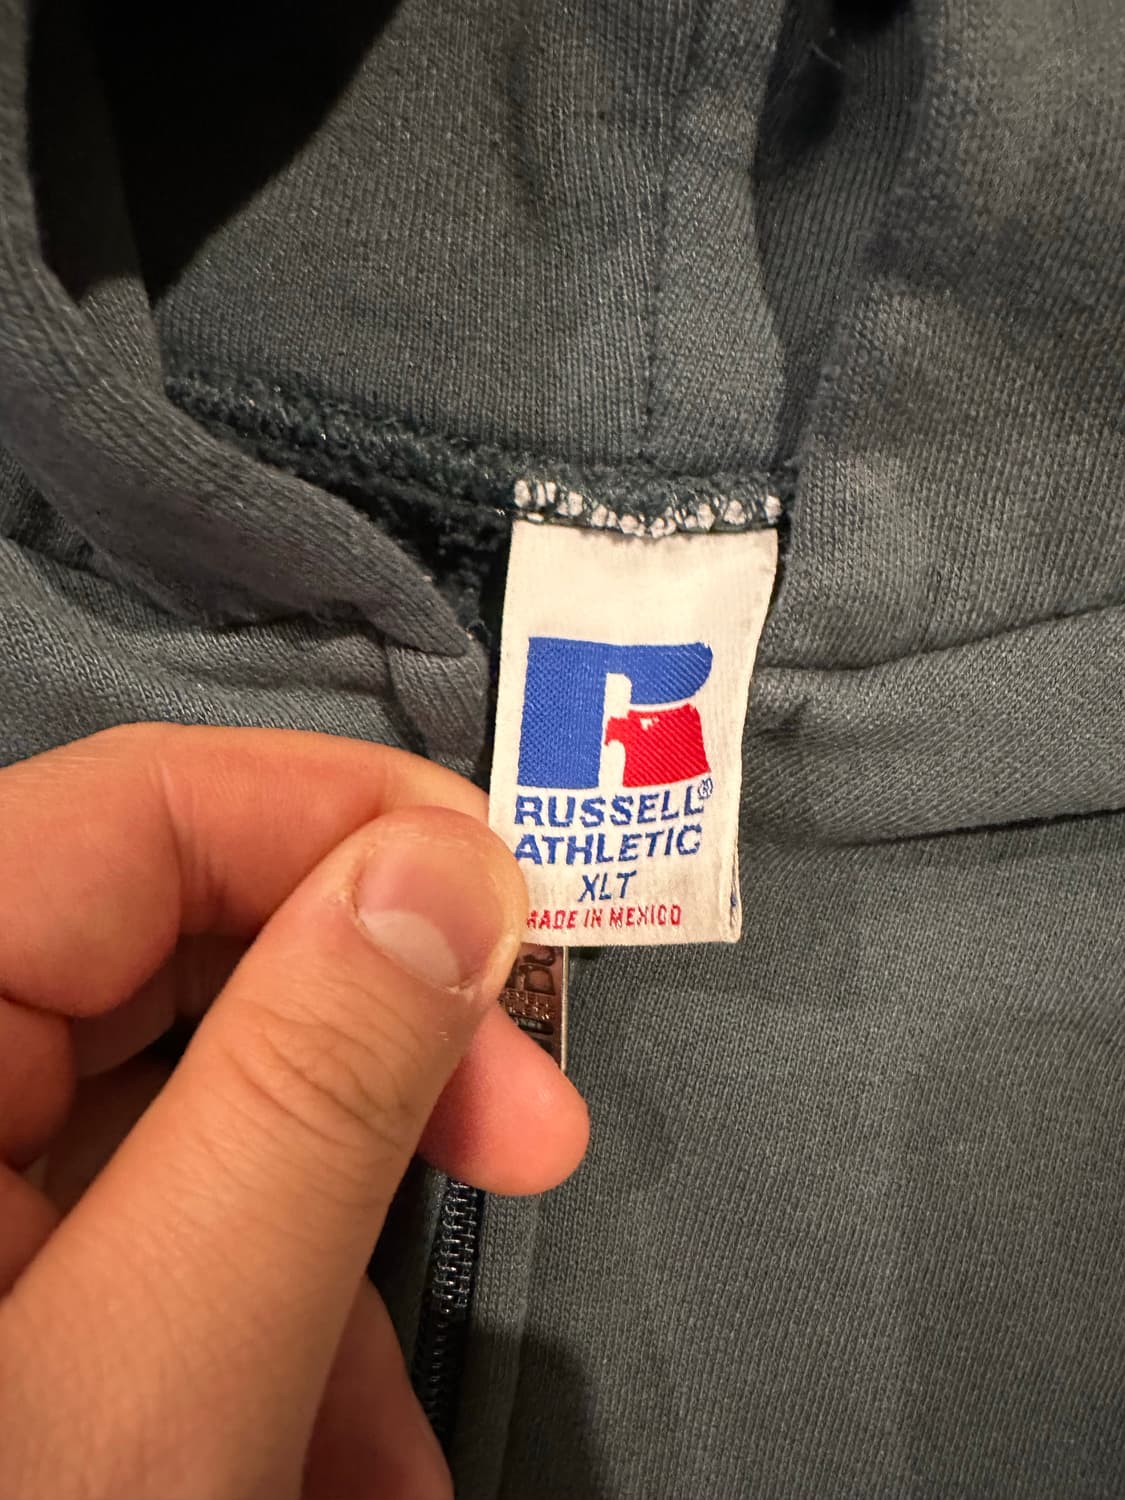 RUSSELL®
ATHLETIC
XLT
MADE IN MEXICO